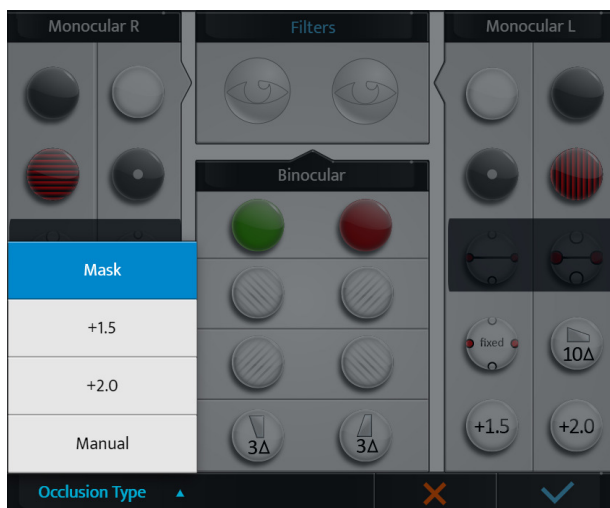 Monocular R
Filters
Monocular L
Binocular
Mask
+1.5
+2.0
Manual
fixed
10Δ
3Δ
3Δ
+1.5
+2.0
Occlusion Type